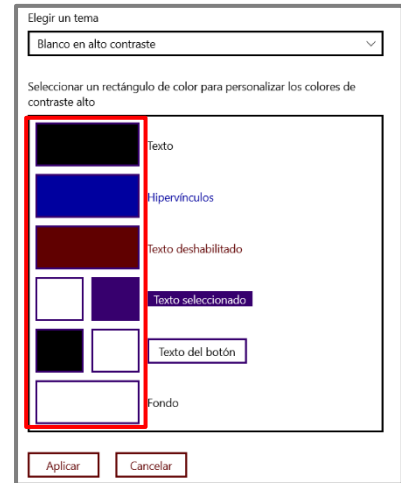 Elegir un tema
Blanco en alto contraste
Seleccionar un rectángulo de color para personalizar los colores de
contraste alto
Texto
Hipervínculos
Texto deshabilitado
Texto seleccionado
Texto del botón
Fondo
Aplicar Cancelar